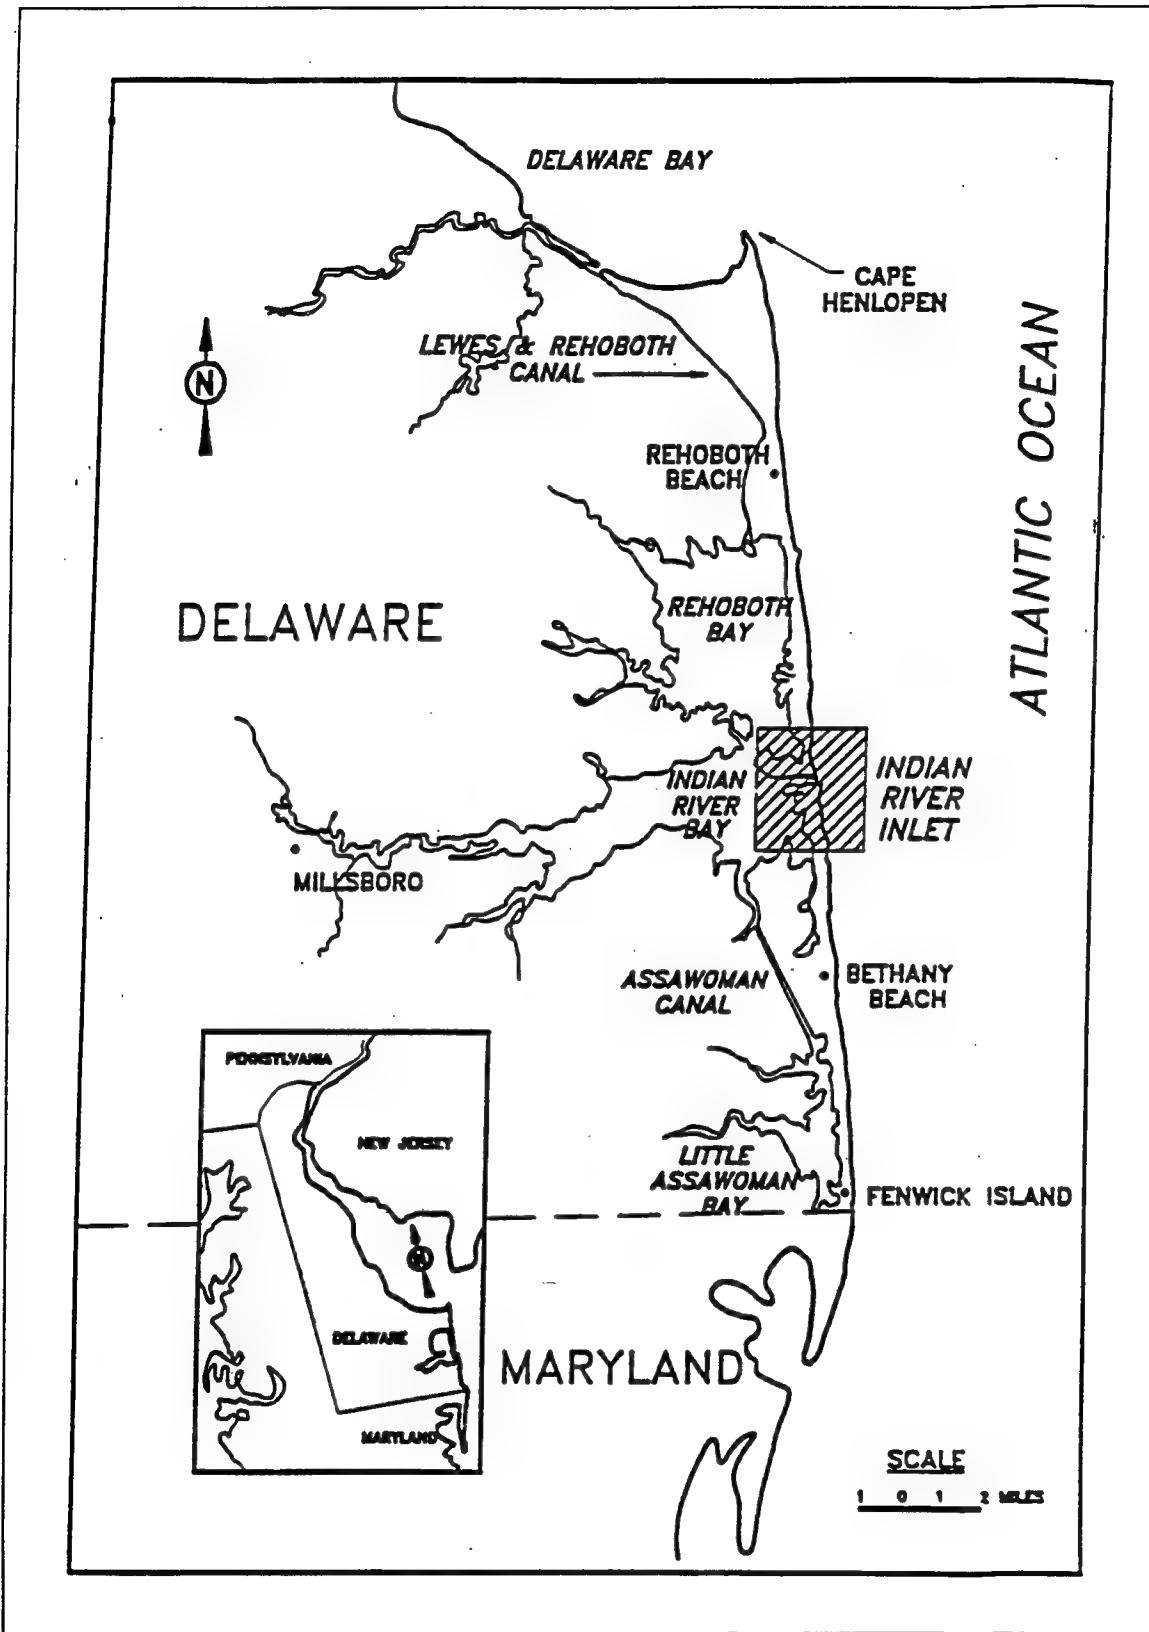 DELAWARE BAY
CAPE
HENLOPEN
LEWES & REHOBOTH
CANAL
N
ATLANTIC OCEAN
REHOBOTH
BEACH
DELAWARE
REHOBOTH
BAY
INDIAN
RIVER
BAY
INDIAN
RIVER
INLET
MILLSBORO
ASSAWOMAN
CANAL
BETHANY
BEACH
PENNSYLVANIA
NEW JERSEY
N
DELAWARE
MARYLAND
LITTLE
ASSAWOMAN
BAY
FENWICK ISLAND
MARYLAND
SCALE
1 0 1 2 MILES